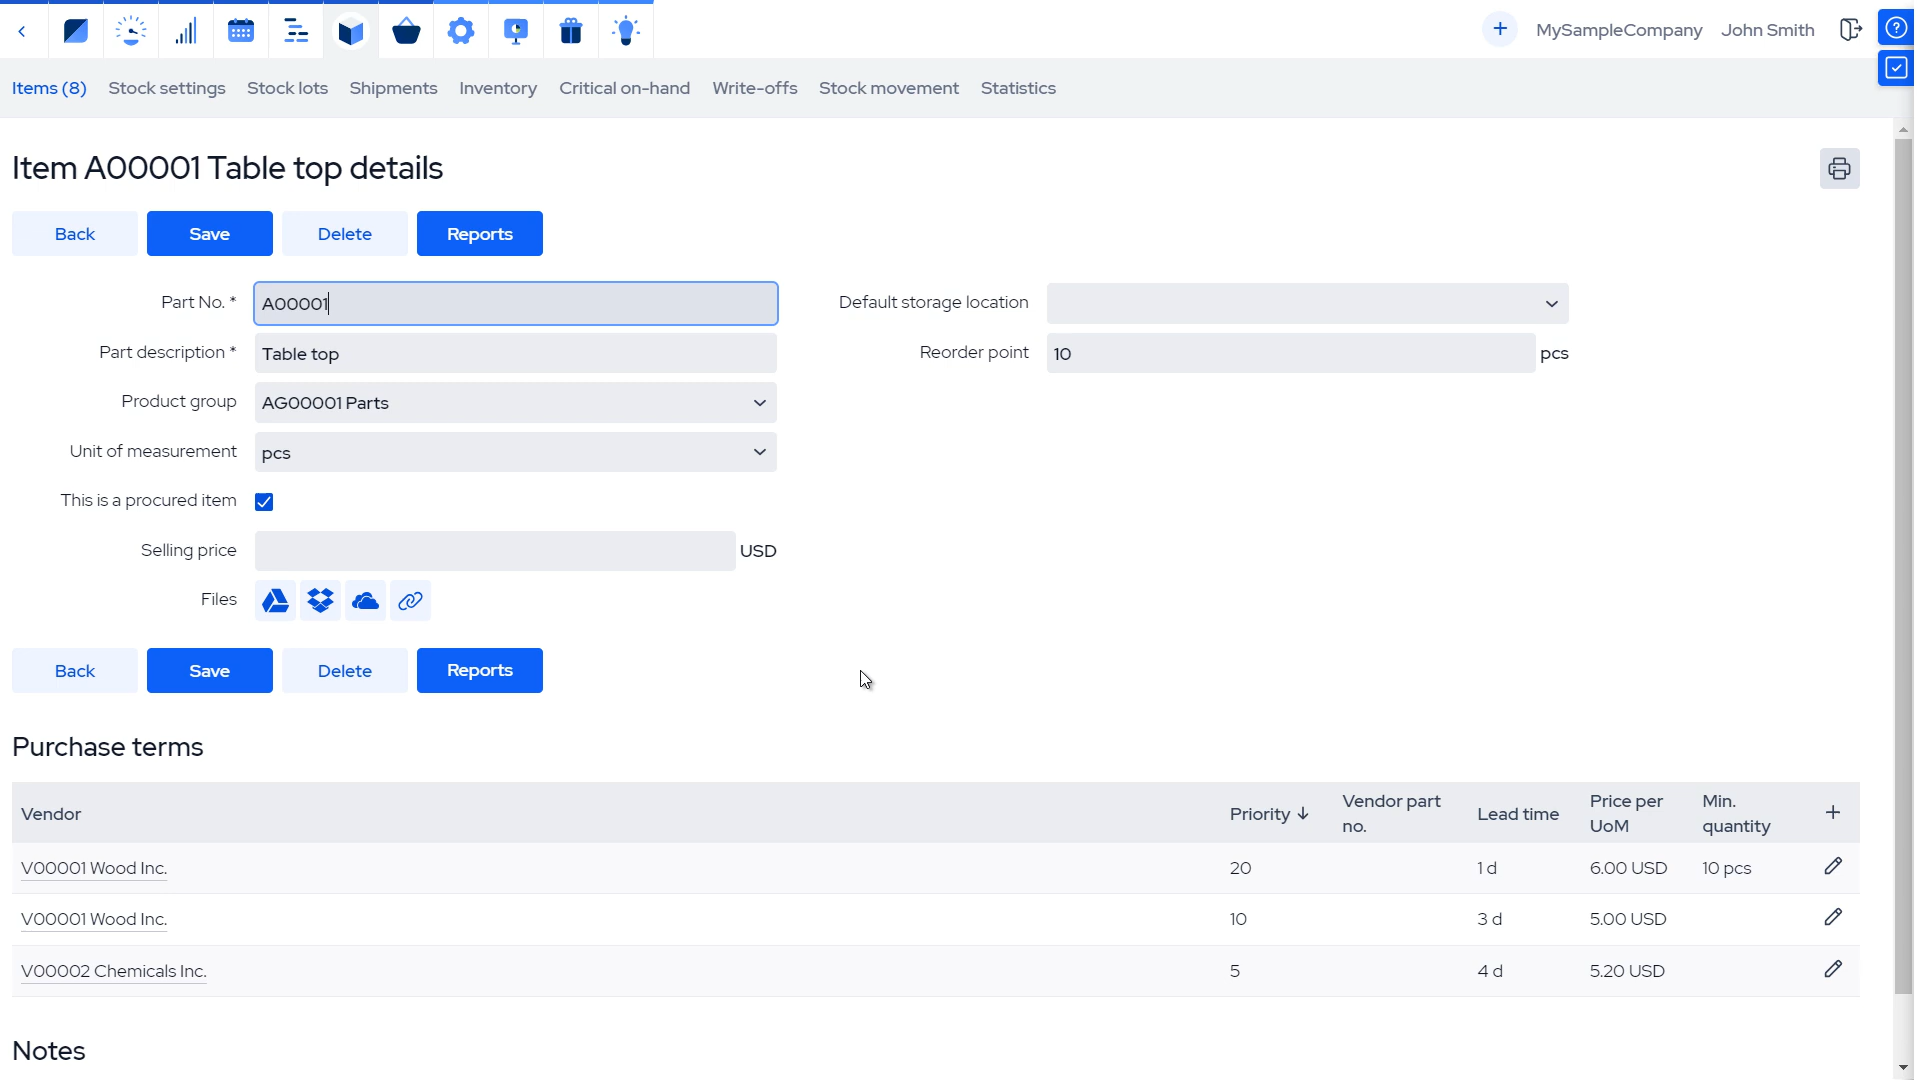 MySampleCompany John Smith
Items (8) Stock settings Stock lots Shipments Inventory Critical on-hand Write-offs Stock movement Statistics
Item A00001 Table top details
Back Save Delete Reports
Part No. * A00001 Default storage location
Part description * Table top Reorder point 10 pcs
Product group AG00001 Parts
Unit of measurement pcs
This is a procured item
Selling price USD
Files
Back Save Delete Reports
Purchase terms
Vendor Priority ↓ Vendor part no. Lead time Price per UoM Min. quantity +
V00001 Wood Inc. 20 1 d 6.00 USD 10 pcs
V00001 Wood Inc. 10 3 d 5.00 USD
V00002 Chemicals Inc. 5 4 d 5.20 USD
Notes